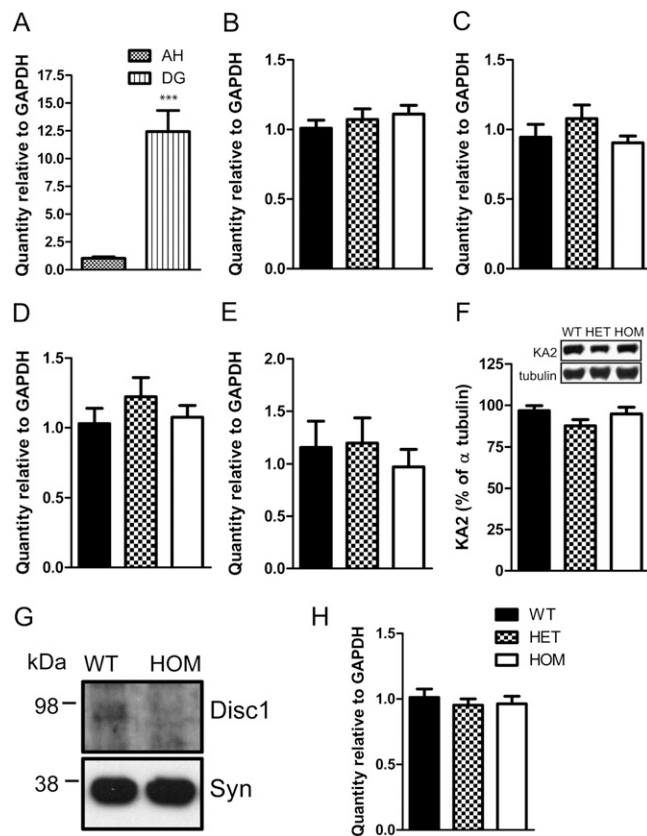 A
AH
DG
***
Quantity relative to GAPDH
17.5
15.0
12.5
10.0
7.5
5.0
2.5
0.0
B
Quantity relative to GAPDH
1.5
1.0
0.5
0.0
C
Quantity relative to GAPDH
1.5
1.0
0.5
0.0
D
Quantity relative to GAPDH
1.5
1.0
0.5
0.0
E
Quantity relative to GAPDH
2.0
1.5
1.0
0.5
0.0
F
WT HET HOM
KA2
tubulin
KA2 (% of α tubulin)
125
100
75
50
25
0
G
kDa WT HOM
98 Disc1
38 Syn
H
WT
HET
HOM
Quantity relative to GAPDH
1.5
1.0
0.5
0.0